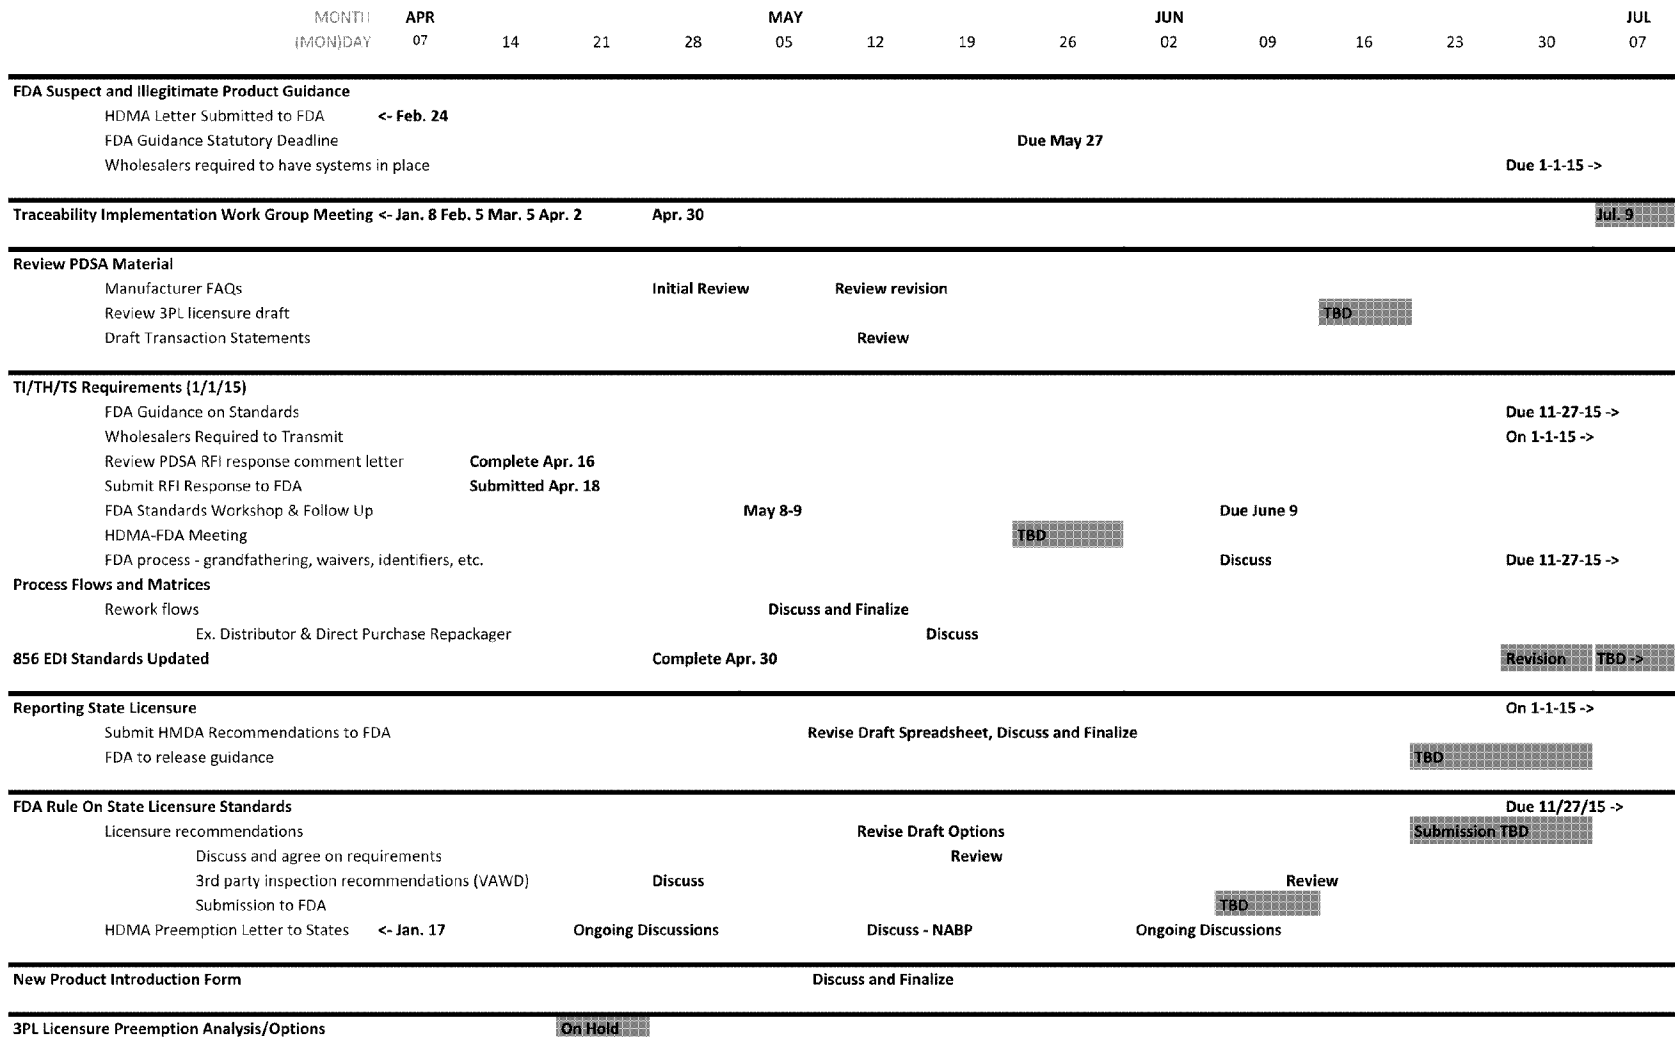 MONTH APR MAY JUN JUL
(MON)DAY 07 14 21 28 05 12 19 26 02 09 16 23 30 07
FDA Suspect and Illegitimate Product Guidance
HDMA Letter Submitted to FDA <- Feb. 24
FDA Guidance Statutory Deadline Due May 27
Wholesalers required to have systems in place Due 1-1-15 ->
Traceability Implementation Work Group Meeting <- Jan. 8 Feb. 5 Mar. 5 Apr. 2 Apr. 30 Jul. 9
Review PDSA Material
Manufacturer FAQs Initial Review Review revision
Review 3PL licensure draft TBD
Draft Transaction Statements Review
TI/TH/TS Requirements (1/1/15)
FDA Guidance on Standards Due 11-27-15 ->
Wholesalers Required to Transmit On 1-1-15 ->
Review PDSA RFI response comment letter Complete Apr. 16
Submit RFI Response to FDA Submitted Apr. 18
FDA Standards Workshop & Follow Up May 8-9 Due June 9
HDMA-FDA Meeting TBD
FDA process - grandfathering, waivers, identifiers, etc. Discuss Due 11-27-15 ->
Process Flows and Matrices
Rework flows Discuss and Finalize
Ex. Distributor & Direct Purchase Repackager Discuss
856 EDI Standards Updated Complete Apr. 30 Revision TBD ->
Reporting State Licensure On 1-1-15 ->
Submit HMDA Recommendations to FDA Revise Draft Spreadsheet, Discuss and Finalize
FDA to release guidance TBD
FDA Rule On State Licensure Standards Due 11/27/15 ->
Licensure recommendations Revise Draft Options Submission TBD
Discuss and agree on requirements Review
3rd party inspection recommendations (VAWD) Discuss Review
Submission to FDA TBD
HDMA Preemption Letter to States <- Jan. 17 Ongoing Discussions Discuss - NABP Ongoing Discussions
New Product Introduction Form Discuss and Finalize
3PL Licensure Preemption Analysis/Options On Hold